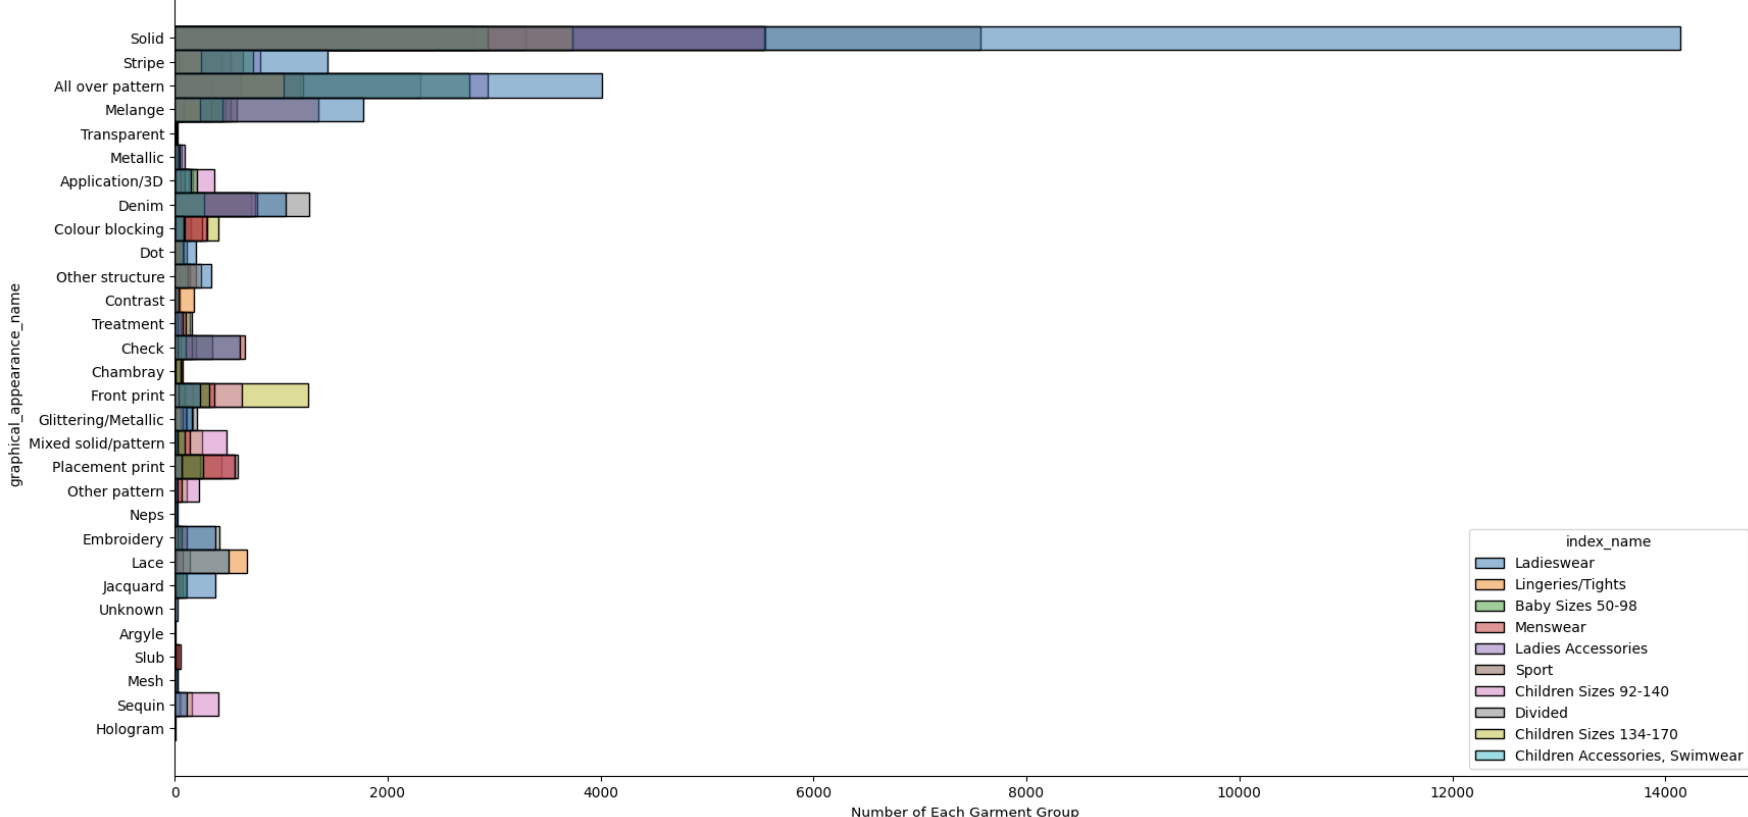 Solid
Stripe
All over pattern
Melange
Transparent
Metallic
Application/3D
Denim
Colour blocking
Dot
Other structure
Contrast
Treatment
Check
Chambray
Front print
Glittering/Metallic
Mixed solid/pattern
Placement print
Other pattern
Neps
Embroidery
Lace
Jacquard
Unknown
Argyle
Slub
Mesh
Sequin
Hologram
graphical_appearance_name
0 2000 4000 6000 8000 10000 12000 14000
Number of Each Garment Group
index_name
Ladieswear
Lingeries/Tights
Baby Sizes 50-98
Menswear
Ladies Accessories
Sport
Children Sizes 92-140
Divided
Children Sizes 134-170
Children Accessories, Swimwear